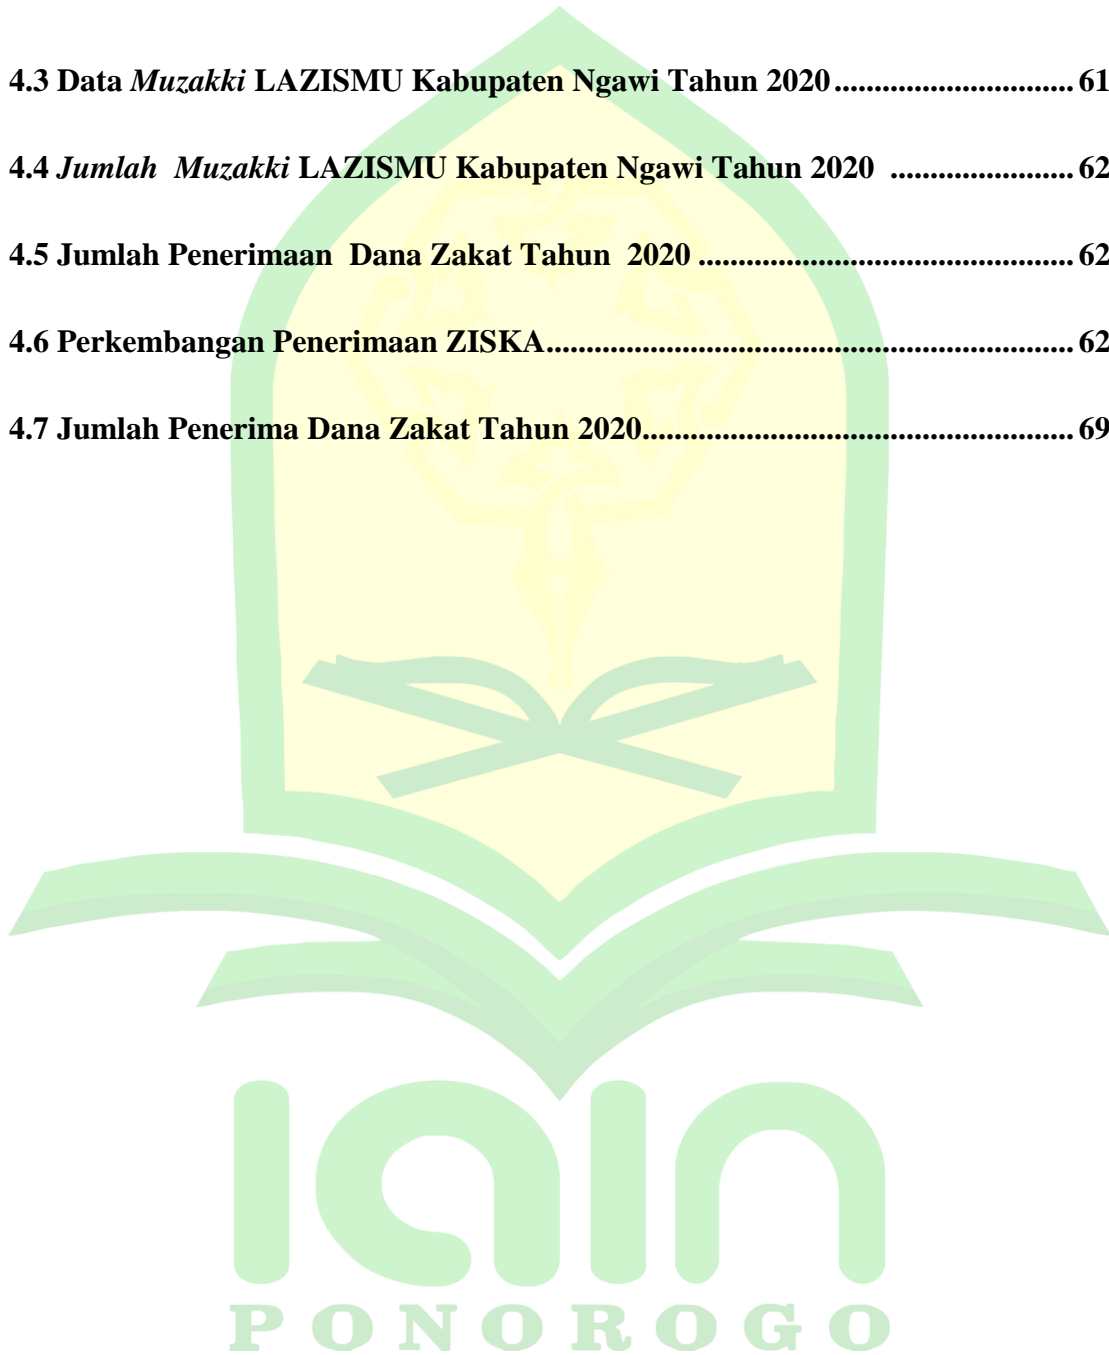 4.3 Data Muzakki LAZISMU Kabupaten Ngawi Tahun 2020.............................. 61
4.4 Jumlah  Muzakki LAZISMU Kabupaten Ngawi Tahun 2020 ....................... 62
4.5 Jumlah Penerimaan  Dana Zakat Tahun  2020 ............................................... 62
4.6 Perkembangan Penerimaan ZISKA.................................................................. 62
4.7 Jumlah Penerima Dana Zakat Tahun 2020...................................................... 69
IAIN
PONOROGO